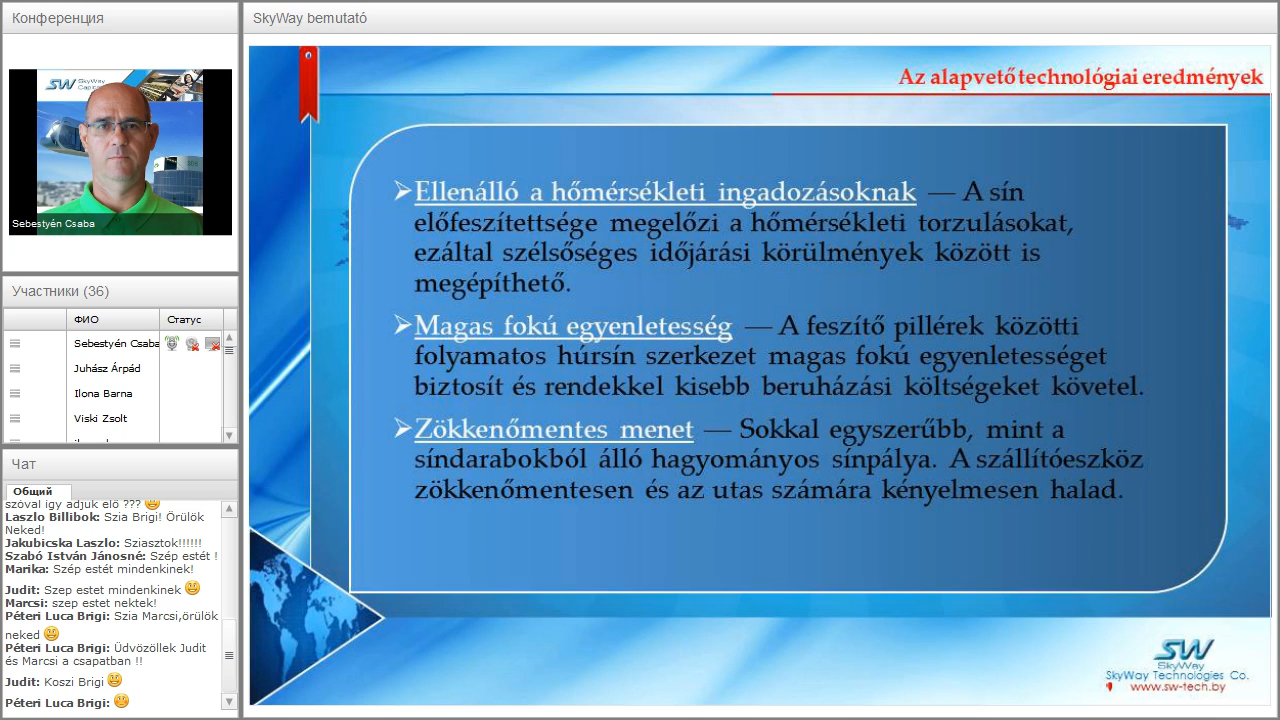 Конференция
SW SkyWay
Sebestyén Csaba
Участники (36)
ФИО Статус
Sebestyén Csaba
Juhász Árpád
Ilona Barna
Viski Zsolt
Чат
Общий
szóval így adjuk elő ???
Laszlo Billibok: Szia Brigi! Örülök
Neked!
Jakubicska Laszlo: Sziasztok!!!!!!
Szabó István Jánosné: Szép estét !
Marika: Szép estét mindenkinek!
Judit: Szep estet mindenkinek
Marcsi: szep estet nektek!
Péteri Luca Brigi: Szia Marcsi,örülök
neked
Péteri Luca Brigi: Üdvözöllek Judit
és Marcsi a csapatban !!
Judit: Koszi Brigi
Péteri Luca Brigi:
SkyWay bemutató
Az alapvető technológiai eredmények
Ellenálló a hőmérsékleti ingadozásoknak — A sín
előfeszítettsége megelőzi a hőmérsékleti torzulásokat,
ezáltal szélsőséges időjárási körülmények között is
megépíthető.
Magas fokú egyenletesség — A feszítő pillérek közötti
folyamatos húrsín szerkezet magas fokú egyenletességet
biztosít és rendekkel kisebb beruházási költségeket követel.
Zökkenőmentes menet — Sokkal egyszerűbb, mint a
síndarabokból álló hagyományos sínpálya. A szállítóeszköz
zökkenőmentesen és az utas számára kényelmesen halad.
SW
SkyWay
SkyWay Technologies Co.
www.sw-tech.by